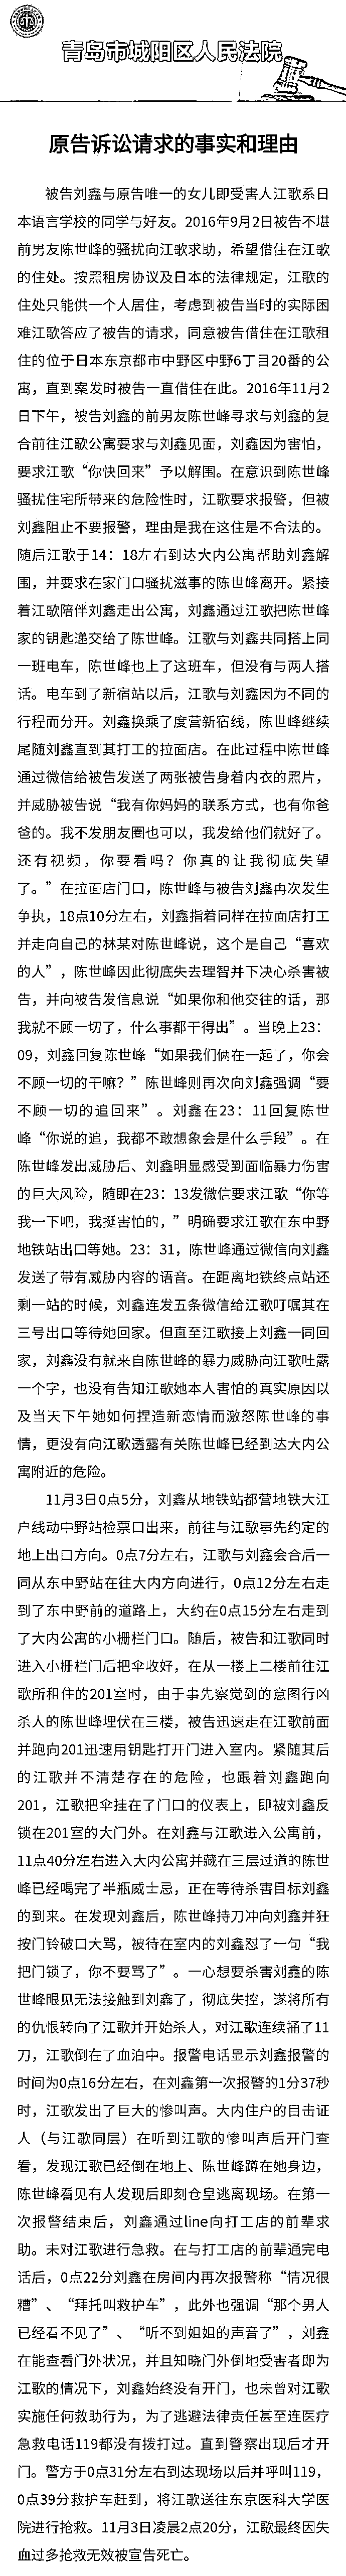 青岛市城阳区人民法院
原告诉讼请求的事实和理由
被告刘鑫与原告唯一的女儿即受害人江歌系日
本语言学校的同学与好友。2016年9月2日被告不堪
前男友陈世峰的骚扰向江歌求助，希望借住在江歌
的住处。按照租房协议及日本的法律规定，江歌的
住处只能供一个人居住，考虑到被告当时的实际困
难江歌答应了被告的请求，同意被告借住在江歌租
住的位于日本东京都市中野区中野6丁目20番的公
寓，直到案发时被告一直借住在此。2016年11月2
日下午，被告刘鑫的前男友陈世峰寻求与刘鑫的复
合前往江歌公寓要求与刘鑫见面，刘鑫因为害怕，
要求江歌“你快回来”予以解围。在意识到陈世峰
骚扰住宅所带来的危险性时，江歌要求报警，但被
刘鑫阻止不要报警，理由是我在这住是不合法的。
随后江歌于14：18左右到达大内公寓帮助刘鑫解
围，并要求在家门口骚扰滋事的陈世峰离开。紧接
着江歌陪伴刘鑫走出公寓，刘鑫通过江歌把陈世峰
家的钥匙递交给了陈世峰。江歌与刘鑫共同搭上同
一班电车，陈世峰也上了这班车，但没有与两人搭
话。电车到了新宿站以后，江歌与刘鑫因为不同的
行程而分开。刘鑫换乘了度营新宿线，陈世峰继续
尾随刘鑫直到其打工的拉面店。在此过程中陈世峰
通过微信给被告发送了两张被告身着内衣的照片，
并威胁被告说“我有你妈妈的联系方式，也有你爸
爸的。我不发朋友圈也可以，我发给他们就好了。
还有视频，你要看吗？你真的让我彻底失望
了。”在拉面店门口，陈世峰与被告刘鑫再次发生
争执，18点10分左右，刘鑫指着同样在拉面店打工
并走向自己的林某对陈世峰说，这个是自己“喜欢
的人”，陈世峰因此彻底失去理智并下决心杀害被
告，并向被告发信息说“如果你和他交往的话，那
我就不顾一切了，什么事都干得出”。当晚上23：
09，刘鑫回复陈世峰“如果我们俩在一起了，你会
不顾一切的干嘛？”陈世峰则再次向刘鑫强调“要
不顾一切的追回来”。刘鑫在23：11回复陈世
峰“你说的追，我都不敢想象会是什么手段”。在
陈世峰发出威胁后、刘鑫明显感受到面临暴力伤害
的巨大风险，随即在23：13发微信要求江歌“你等
我一下吧，我挺害怕的，”明确要求江歌在东中野
地铁站出口等她。23：31，陈世峰通过微信向刘鑫
发送了带有威胁内容的语音。在距离地铁终点站还
剩一站的时候，刘鑫连发五条微信给江歌叮嘱其在
三号出口等待她回家。但直至江歌接上刘鑫一同回
家，刘鑫没有就来自陈世峰的暴力威胁向江歌吐露
一个字，也没有告知江歌她本人害怕的真实原因以
及当天下午她如何捏造新恋情而激怒陈世峰的事
情，更没有向江歌透露有关陈世峰已经到达大内公
寓附近的危险。
11月3日0点5分，刘鑫从地铁站都营地铁大江
户线动中野站检票口出来，前往与江歌事先约定的
地上出口方向。0点7分左右，江歌与刘鑫会合后一
同从东中野站在往大内方向进行，0点12分左右走
到了东中野前的道路上，大约在0点15分左右走到
了大内公寓的小栅栏门口。随后，被告和江歌同时
进入小栅栏门后把伞收好，在从一楼上二楼前往江
歌所租住的201室时，由于事先察觉到的意图行凶
杀人的陈世峰埋伏在三楼，被告迅速走在江歌前面
并跑向201迅速用钥匙打开门进入室内。紧随其后
的江歌并不清楚存在的危险，也跟着刘鑫跑向
201，江歌把伞挂在了门口的仪表上，即被刘鑫反
锁在201室的大门外。在刘鑫与江歌进入公寓前，
11点40分左右进入大内公寓并藏在三层过道的陈世
峰已经喝完了半瓶威士忌，正在等待杀害目标刘鑫
的到来。在发现刘鑫后，陈世峰持刀冲向刘鑫并狂
按门铃破口大骂，被待在室内的刘鑫怼了一句“我
把门锁了，你不要骂了”。一心想要杀害刘鑫的陈
世峰眼见无法接触到刘鑫了，彻底失控，遂将所有
的仇恨转向了江歌并开始杀人，对江歌连续捅了11
刀，江歌倒在了血泊中。报警电话显示刘鑫报警的
时间为0点16分左右，在刘鑫第一次报警的1分37秒
时，江歌发出了巨大的惨叫声。大内住户的目击证
人（与江歌同层）在听到江歌的惨叫声后开门查
看，发现江歌已经倒在地上、陈世峰蹲在她身边，
陈世峰看见有人发现后即刻仓皇逃离现场。在第一
次报警结束后，刘鑫通过line向打工店的前辈求
助。未对江歌进行急救。在与打工店的前辈通完电
话后，0点22分刘鑫在房间内再次报警称“情况很
糟”、“拜托叫救护车”，此外也强调“那个男人
已经看不见了”、“听不到姐姐的声音了”，刘鑫
在能查看门外状况，并且知晓门外倒地受害者即为
江歌的情况下，刘鑫始终没有开门，也未曾对江歌
实施任何救助行为，为了逃避法律责任甚至连医疗
急救电话119都没有拨打过。直到警察出现后才开
门。警方于0点31分左右到达现场以后并呼叫119，
0点39分救护车赶到，将江歌送往东京医科大学医
院进行抢救。11月3日凌晨2点20分，江歌最终因失
血过多抢救无效被宣告死亡。